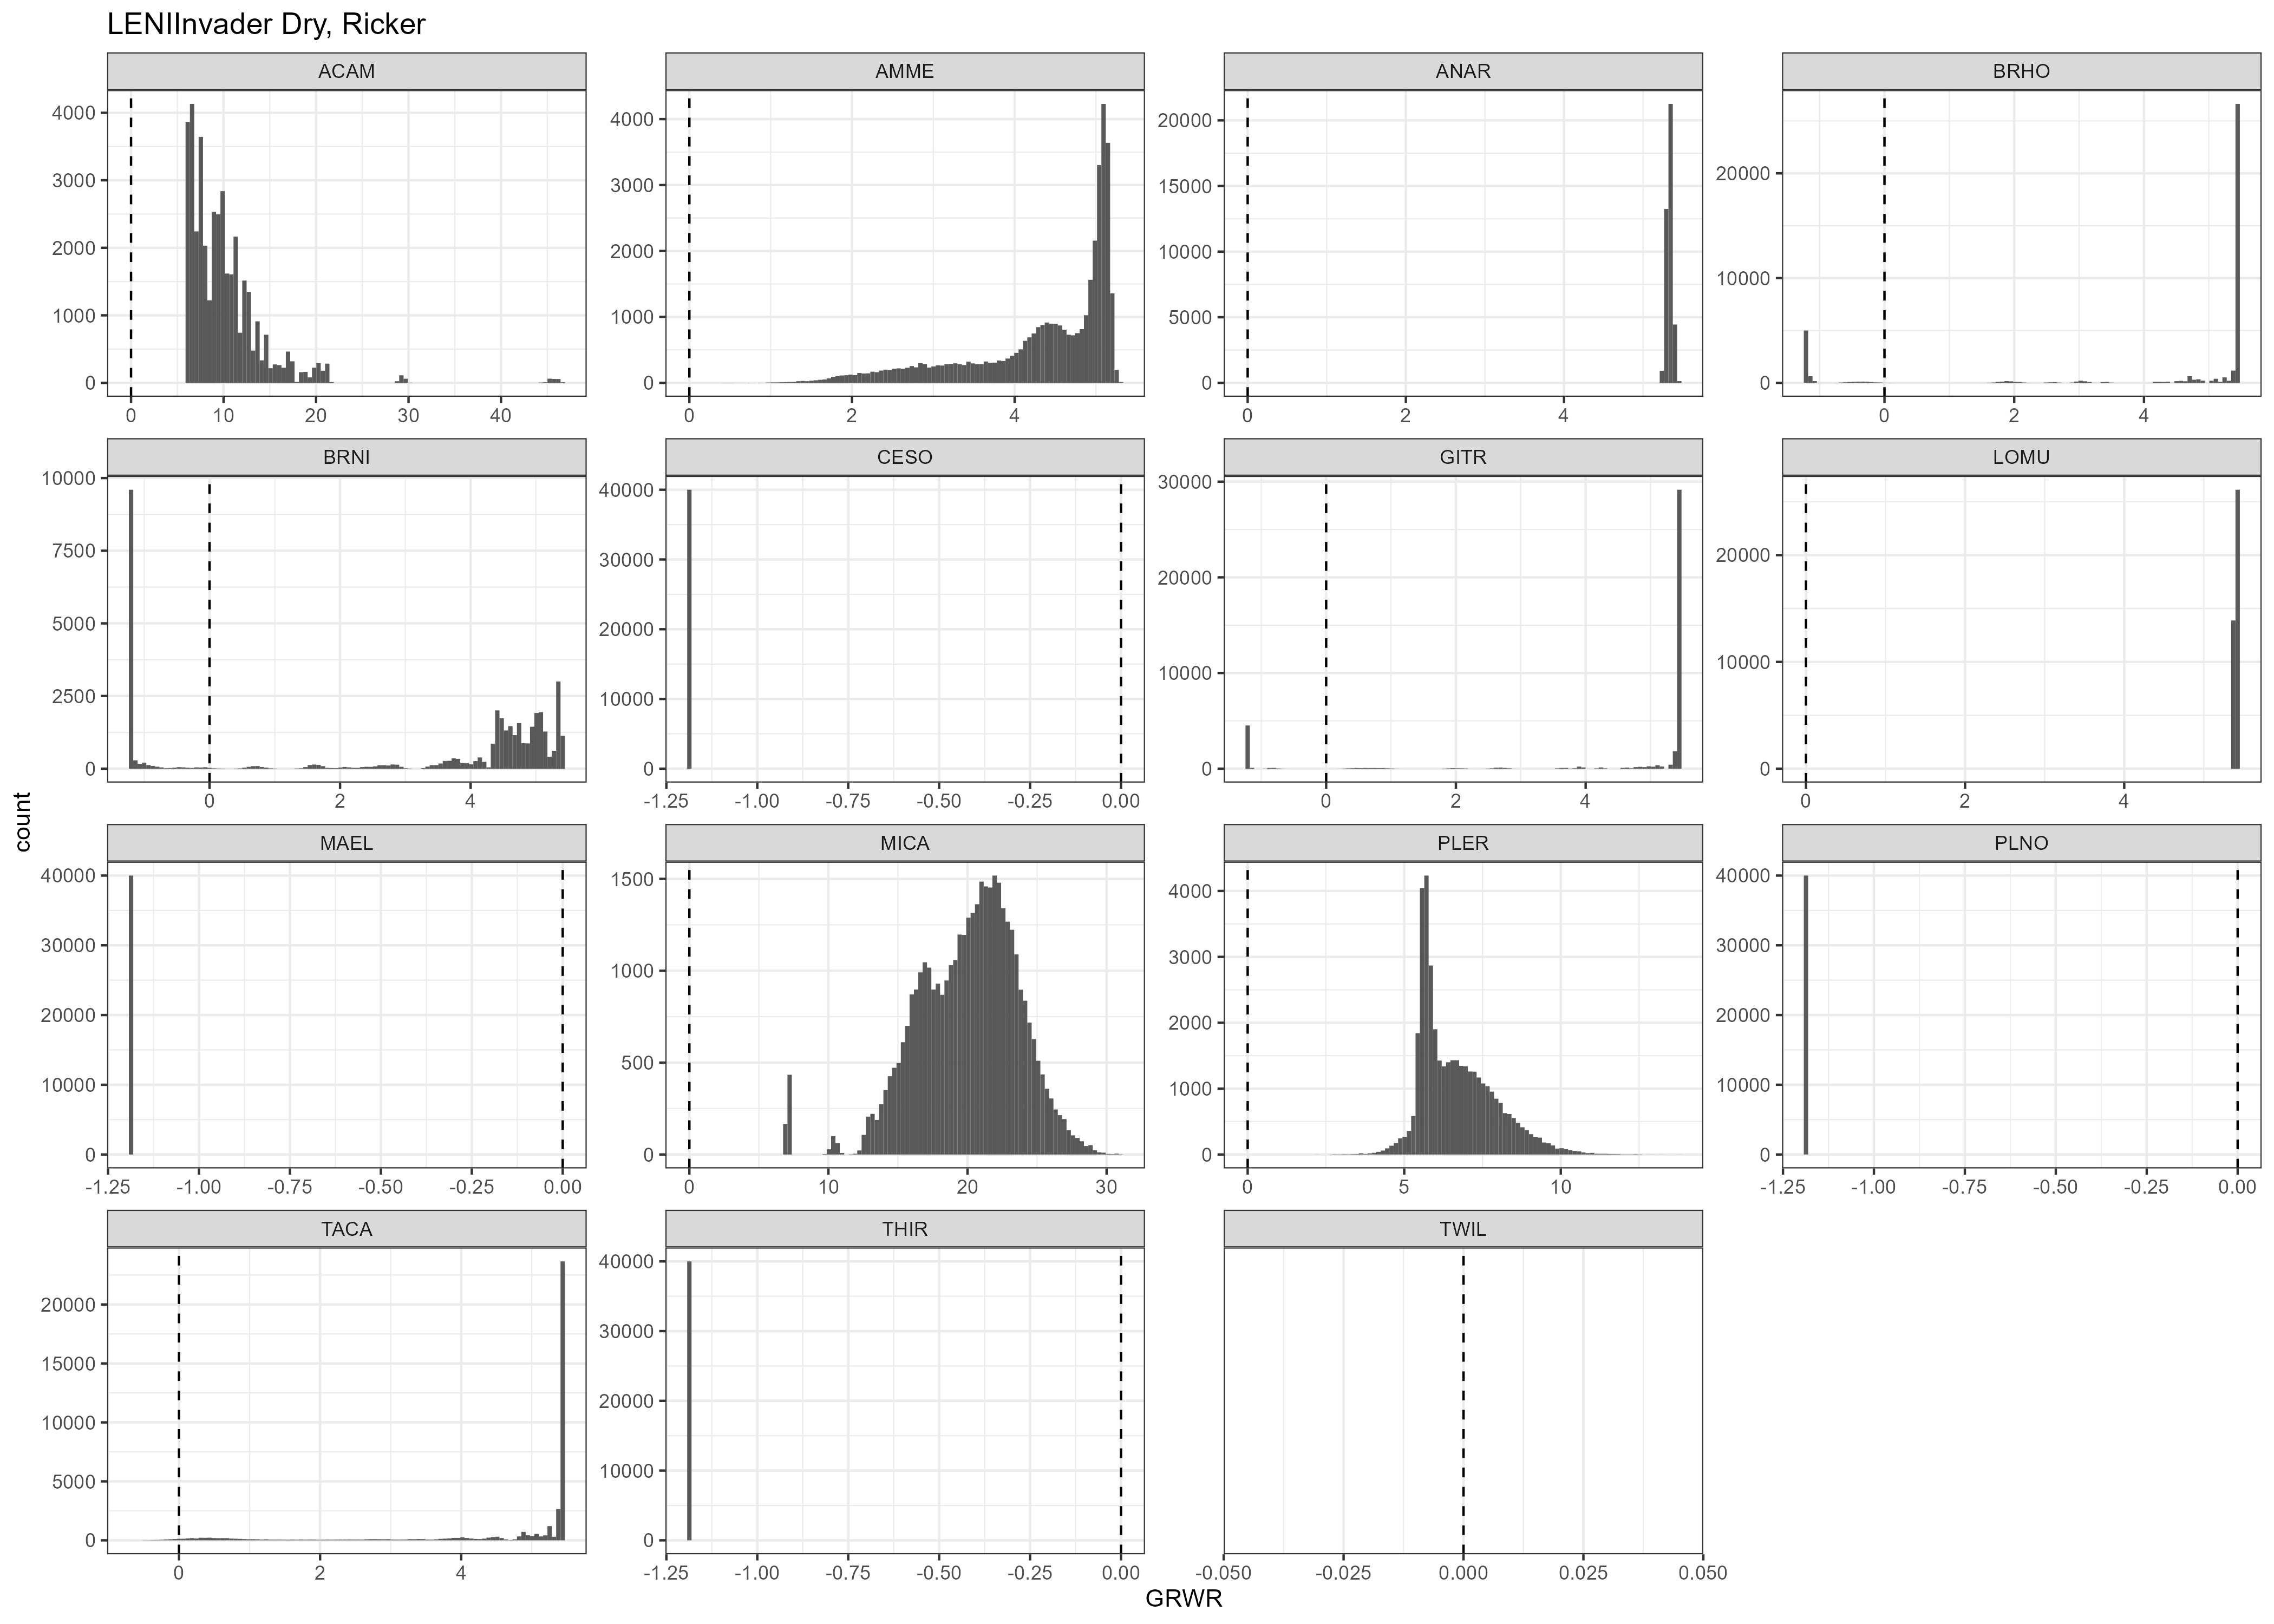 LENIInvader Dry, Ricker
ACAM AMME ANAR BRHO
4000 3000 2000 1000 0
0 10 20 30 40
4000 3000 2000 1000 0
0 2 4
20000 15000 10000 5000 0
0 2 4
20000 10000 0
0 2 4
BRNI CESO GITR LOMU
10000 7500 5000 2500 0
0 2 4
40000 30000 20000 10000 0
-1.25 -1.00 -0.75 -0.50 -0.25 0.00
30000 20000 10000 0
0 2 4
20000 10000 0
0 2 4
count
MAEL MICA PLER PLNO
40000 30000 20000 10000 0
-1.25 -1.00 -0.75 -0.50 -0.25 0.00
1500 1000 500 0
0 10 20 30
4000 3000 2000 1000 0
0 5 10
40000 30000 20000 10000 0
-1.25 -1.00 -0.75 -0.50 -0.25 0.00
TACA THIR TWIL
20000 15000 10000 5000 0
0 2 4
40000 30000 20000 10000 0
-1.25 -1.00 -0.75 -0.50 -0.25 0.00
-0.050 -0.025 0.000 0.025 0.050
GRWR